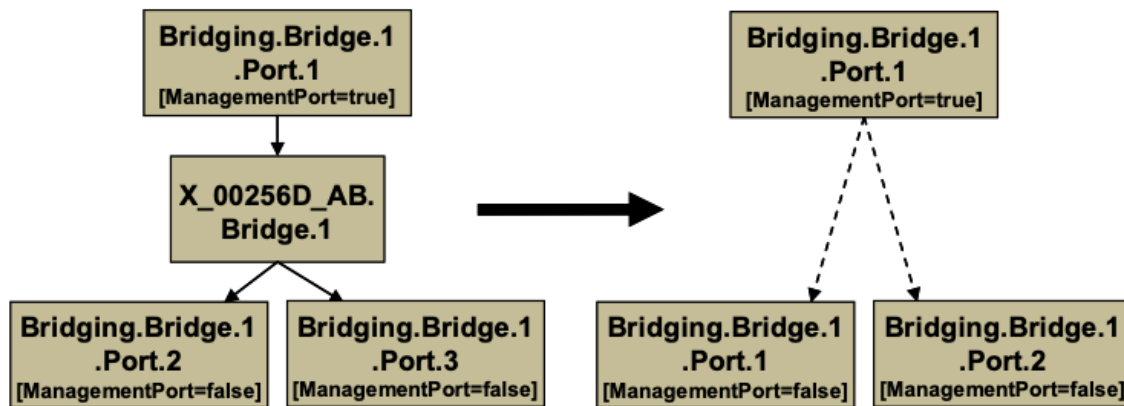 Bridging.Bridge.1
.Port.1
[ManagementPort=true]
X_00256D_AB.
Bridge.1
Bridging.Bridge.1
.Port.2
[ManagementPort=false]
Bridging.Bridge.1
.Port.3
[ManagementPort=false]
Bridging.Bridge.1
.Port.1
[ManagementPort=true]
Bridging.Bridge.1
.Port.1
[ManagementPort=false]
Bridging.Bridge.1
.Port.2
[ManagementPort=false]